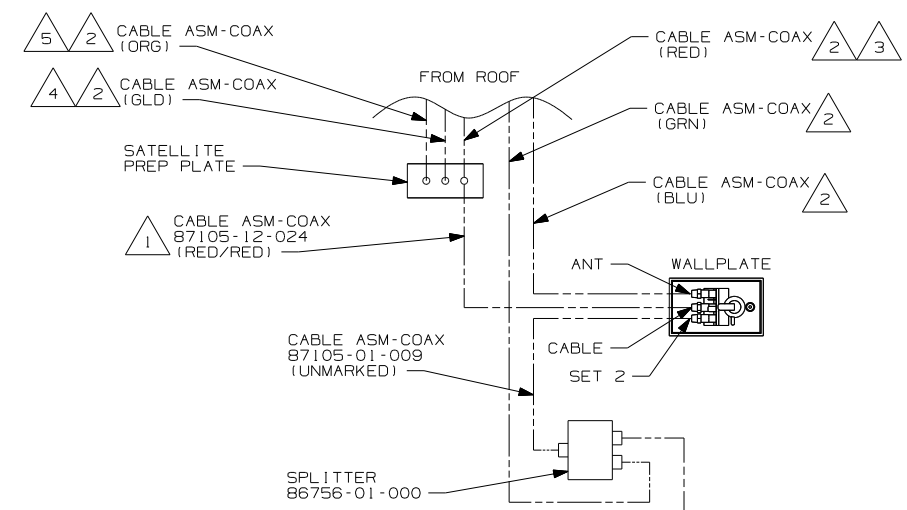 5 2 CABLE ASM-COAX
(ORG)
4 2 CABLE ASM-COAX
(GLD)
SATELLITE
PREP PLATE
1 CABLE ASM-COAX
87105-12-024
(RED/RED)
FROM ROOF
CABLE ASM-COAX 2 3
(RED)
CABLE ASM-COAX 2
(GRN)
CABLE ASM-COAX 2
(BLU)
ANT
WALLPLATE
CABLE
SET 2
CABLE ASM-COAX
87105-01-009
(UNMARKED)
SPLITTER
86756-01-000